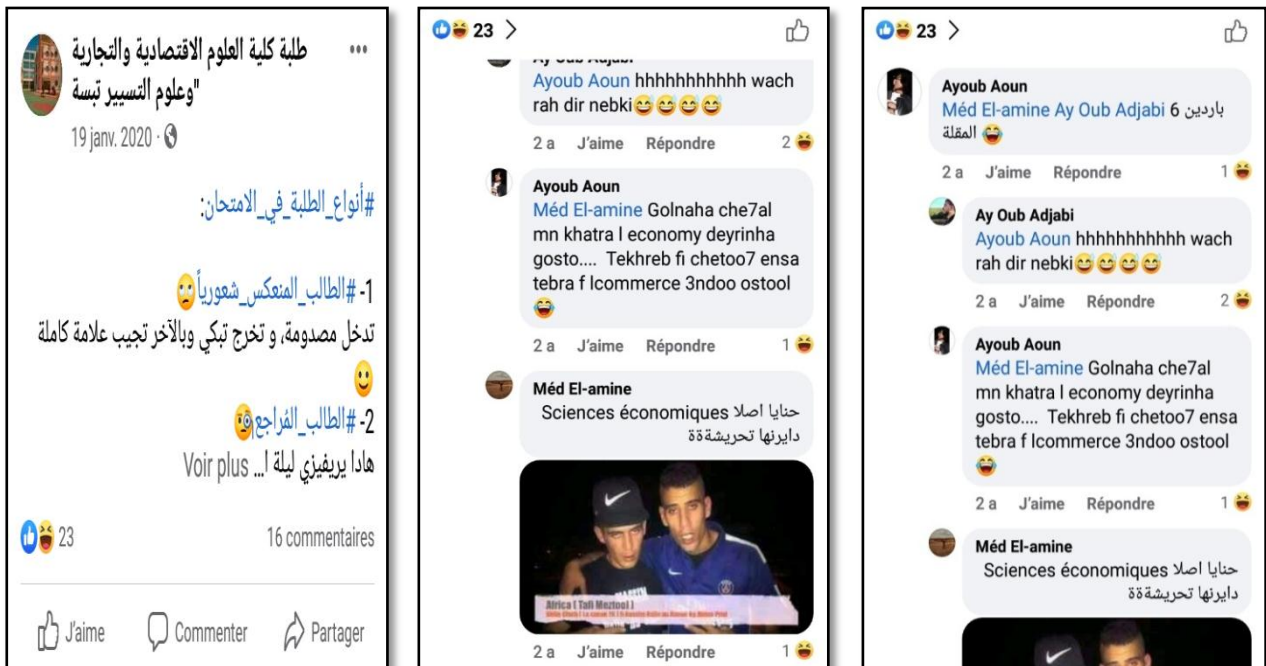 طلبة كلية العلوم الاقتصادية والتجارية
وعلوم التسيير تبسة"
19 janv. 2020 ·
#أنواع_الطلبة_في_الامتحان:
1- #الطالب_المنعكس_شعورياً🙄
تدخل مصدومة، و تخرج تبكي وبالآخر تجيب علامة كاملة
🙂
2- #الطالب_المُراجع🧐
هادا يريفيزي ليلة ا... Voir plus
23
16 commentaires
J'aime Commenter Partager
23 >
Ay Oub Adjabi
Ayoub Aoun hhhhhhhhhhh wach
rah dir nebki😅😅😅😅
2 a J'aime Répondre 2
Ayoub Aoun
Méd El-amine Golnaha che7al
mn khatra l economy deyrinha
gosto.... Tekhreb fi chetoo7 ensa
tebra f lcommerce 3ndoo ostool
😂
2 a J'aime Répondre 1
Méd El-amine
حنايا اصلا Sciences économiques
دايرنها تحريشةةة
Africa ( Tali Meztool )
2 a J'aime Répondre 1
23 >
Ayoub Aoun
Méd El-amine Ay Oub Adjabi 6 باردين
المقلة 😂
2 a J'aime Répondre 1
Ay Oub Adjabi
Ayoub Aoun hhhhhhhhhhh wach
rah dir nebki😅😅😅😅
2 a J'aime Répondre 2
Ayoub Aoun
Méd El-amine Golnaha che7al
mn khatra l economy deyrinha
gosto.... Tekhreb fi chetoo7 ensa
tebra f lcommerce 3ndoo ostool
😂
2 a J'aime Répondre 1
Méd El-amine
حنايا اصلا Sciences économiques
دايرنها تحريشةةة